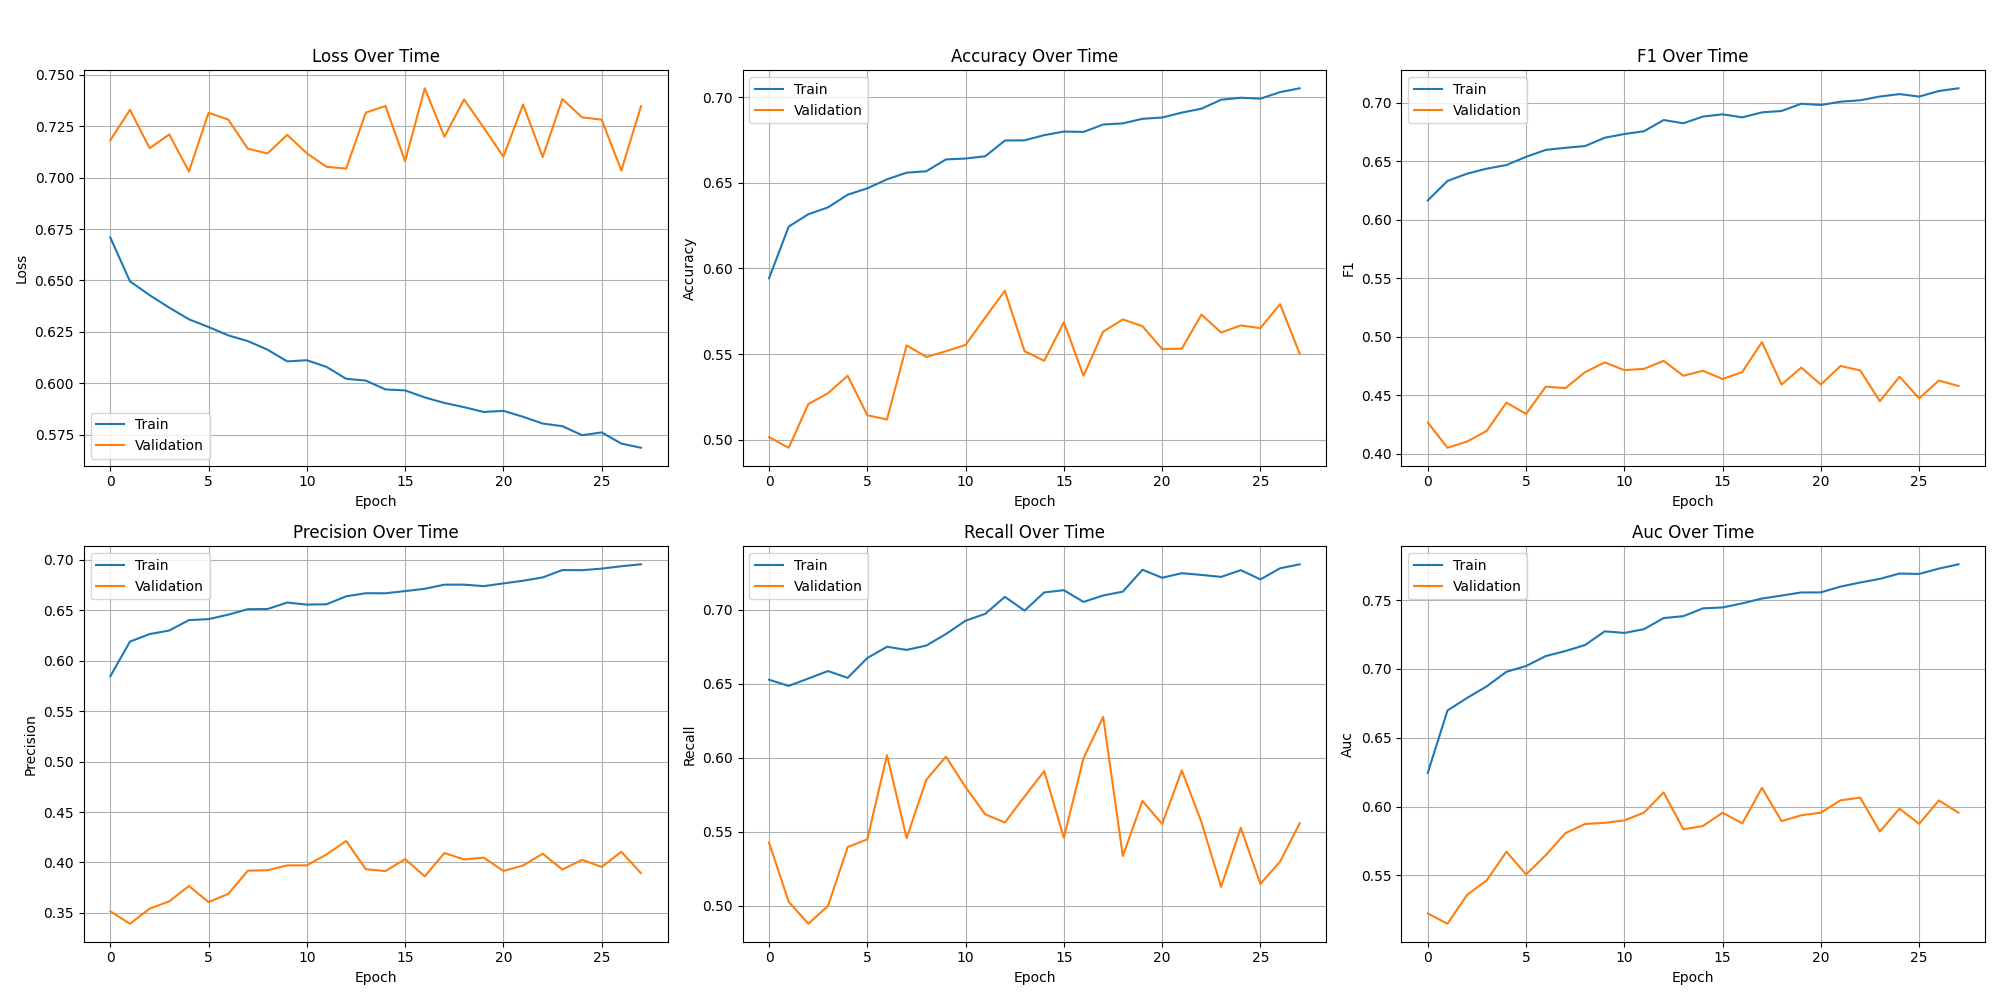 Loss Over Time
0.750
0.725
0.700
0.675
0.650
0.625
0.600
0.575
Loss
Train
Validation
0 5 10 15 20 25
Epoch
Accuracy Over Time
Train
Validation
0.70
0.65
0.60
0.55
0.50
Accuracy
0 5 10 15 20 25
Epoch
F1 Over Time
Train
Validation
0.70
0.65
0.60
0.55
0.50
0.45
0.40
F1
0 5 10 15 20 25
Epoch
Precision Over Time
Train
Validation
0.70
0.65
0.60
0.55
0.50
0.45
0.40
0.35
Precision
0 5 10 15 20 25
Epoch
Recall Over Time
Train
Validation
0.70
0.65
0.60
0.55
0.50
Recall
0 5 10 15 20 25
Epoch
Auc Over Time
Train
Validation
0.75
0.70
0.65
0.60
0.55
Auc
0 5 10 15 20 25
Epoch